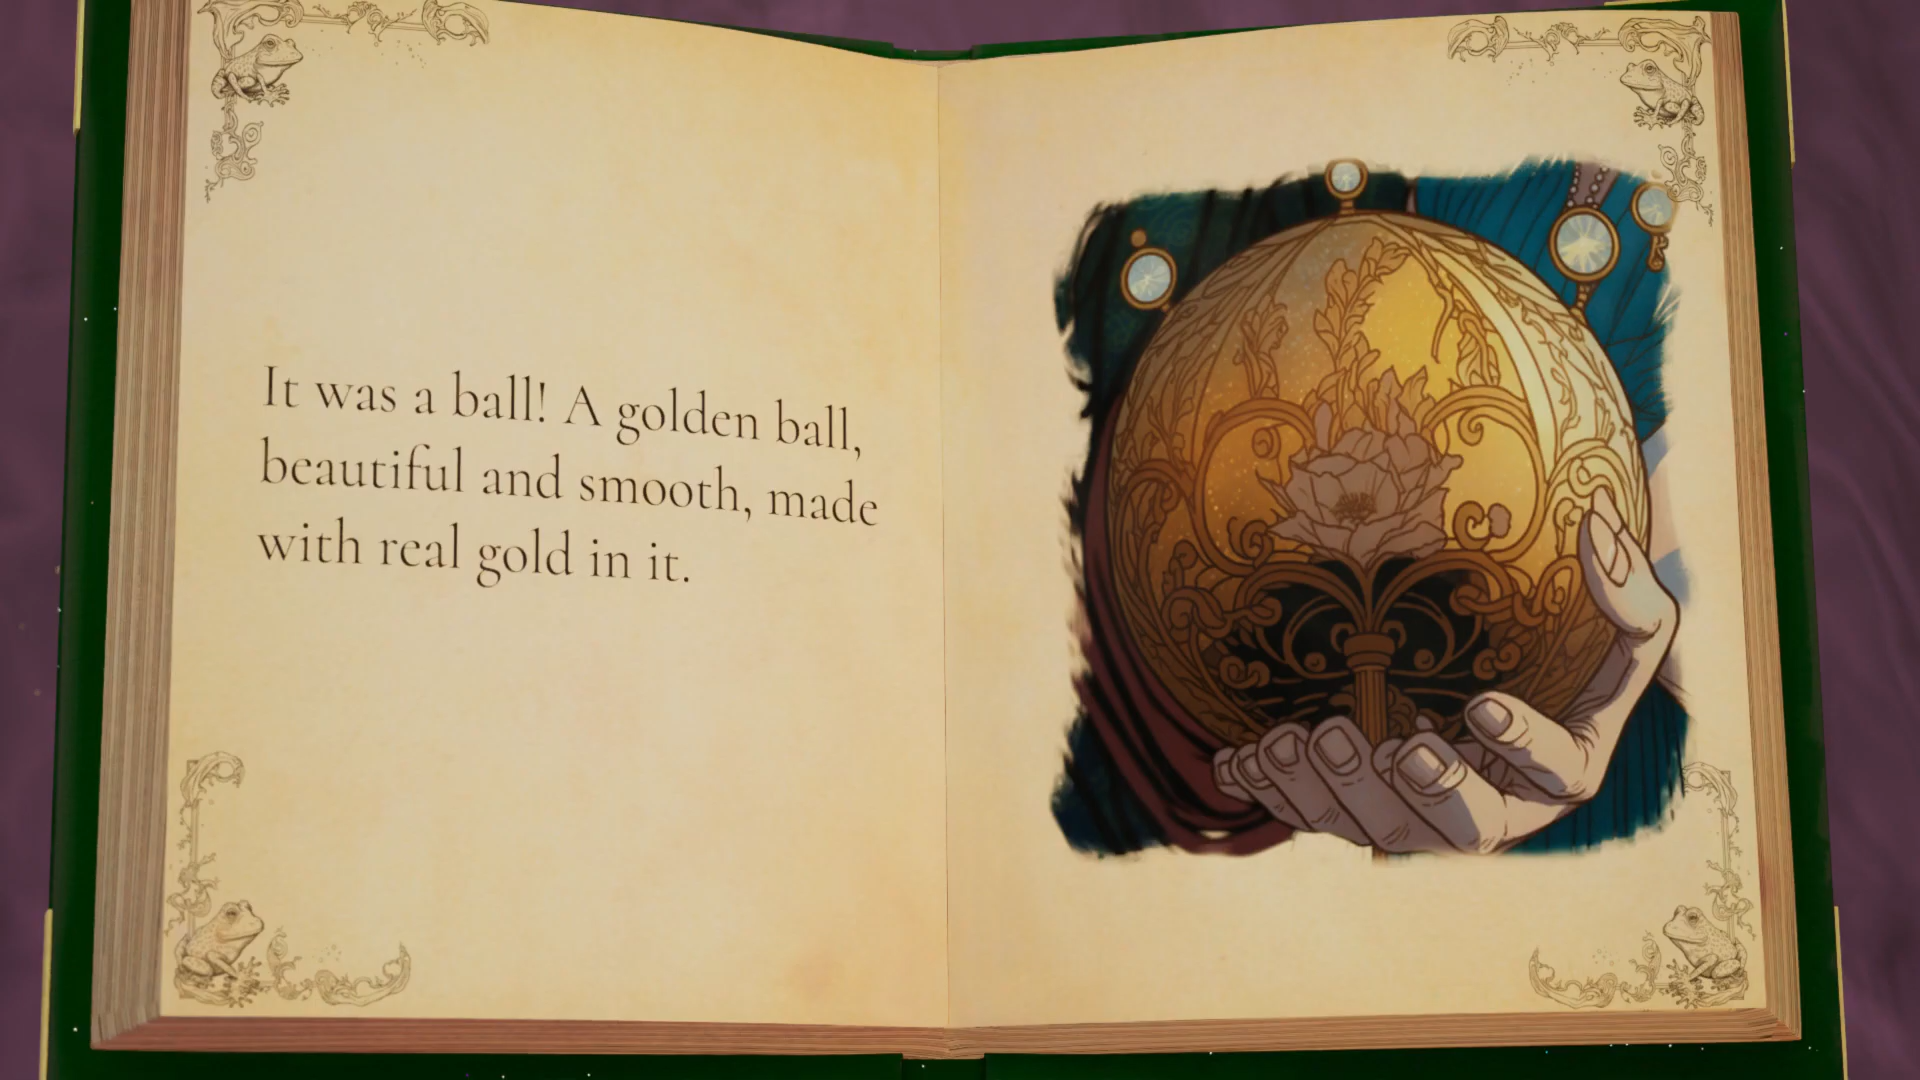 It was a ball! A golden ball,
beautiful and smooth, made
with real gold in it.